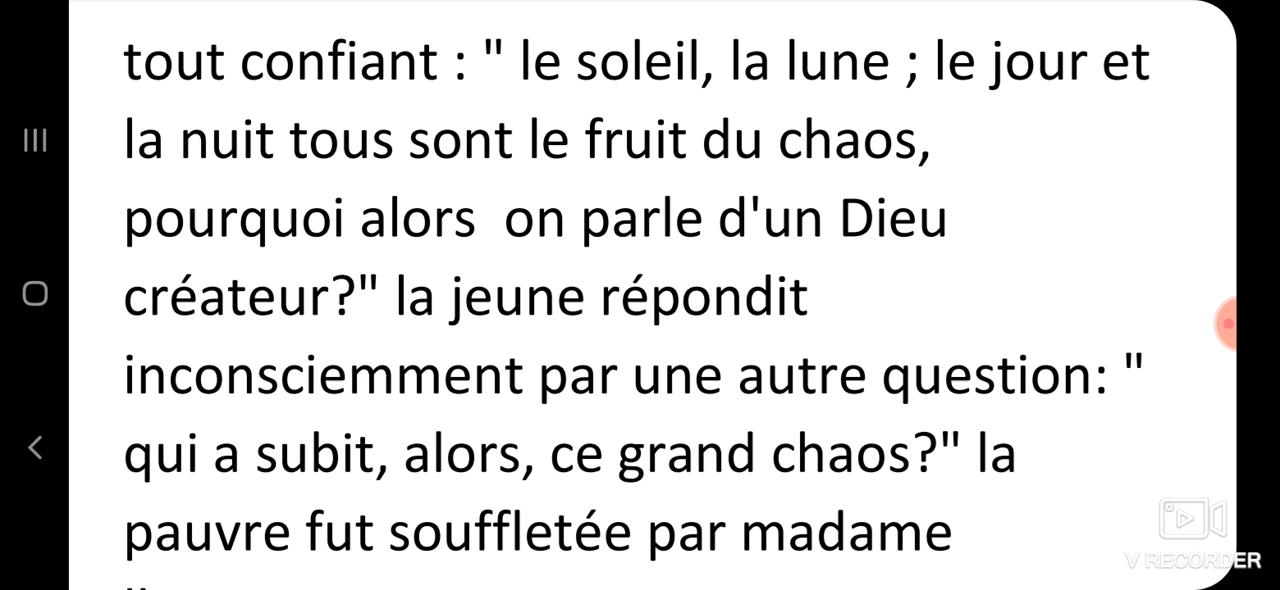 tout confiant : " le soleil, la lune ; le jour et
la nuit tous sont le fruit du chaos,
pourquoi alors  on parle d'un Dieu
créateur?" la jeune répondit
inconsciemment par une autre question: "
qui a subit, alors, ce grand chaos?" la
pauvre fut souffletée par madame
V RECORDER